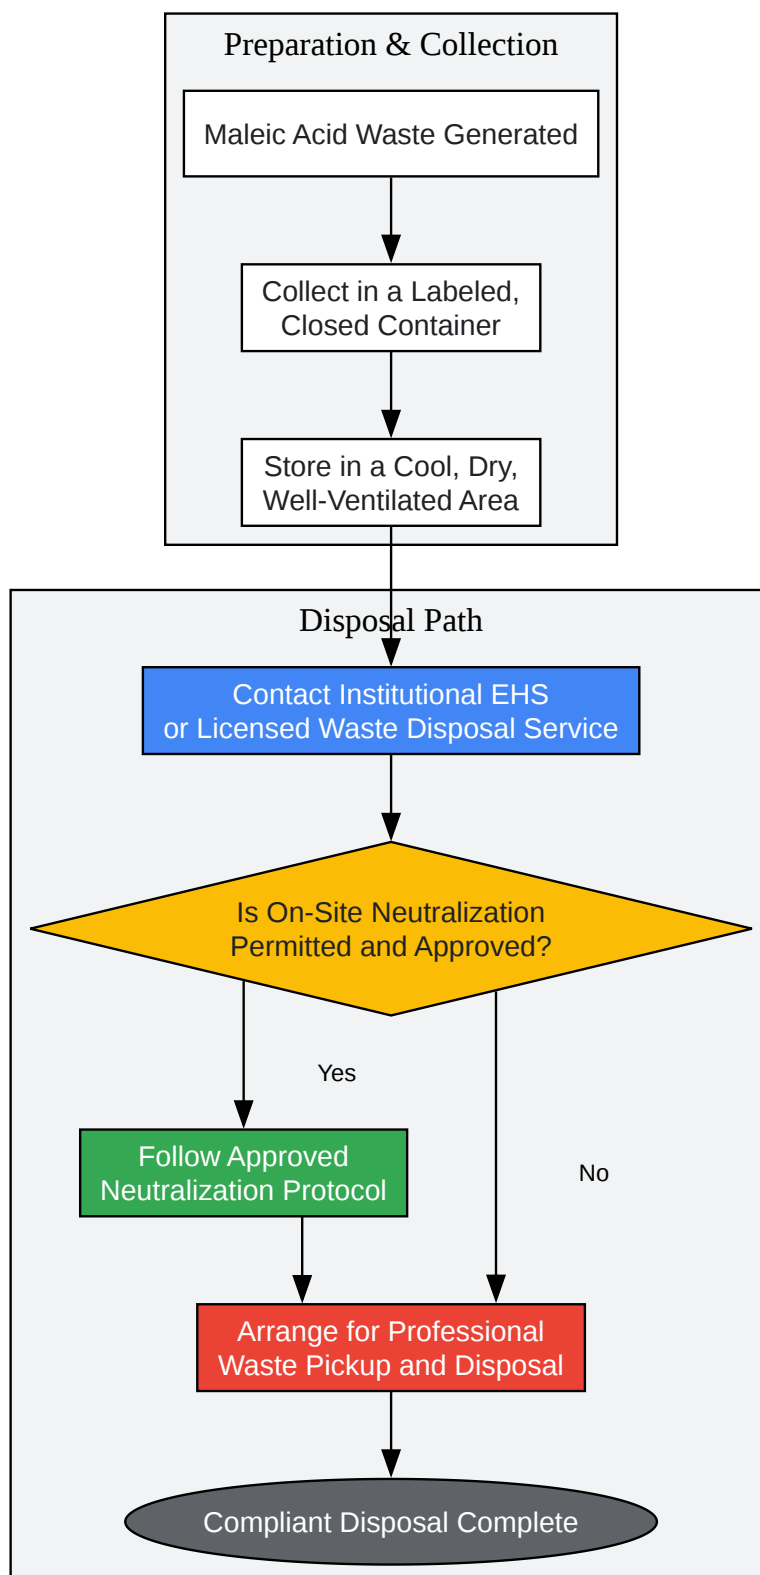 Preparation & Collection
Maleic Acid Waste Generated
Collect in a Labeled,
Closed Container
Store in a Cool, Dry,
Well-Ventilated Area
Disposal Path
Contact Institutional EHS
or Licensed Waste Disposal Service
Is On-Site Neutralization
Permitted and Approved?
Yes
Follow Approved
Neutralization Protocol
No
Arrange for Professional
Waste Pickup and Disposal
Compliant Disposal Complete